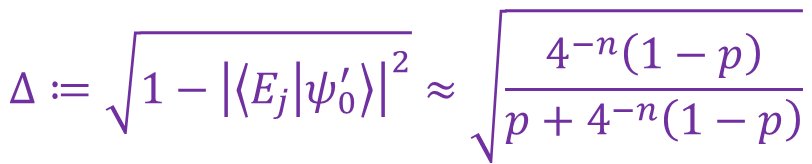 Δ ≔ √(1 − |⟨E_j|ψ′_0⟩|^2) ≈ √((4^{−n}(1 − p))/(p + 4^{−n}(1 − p)))